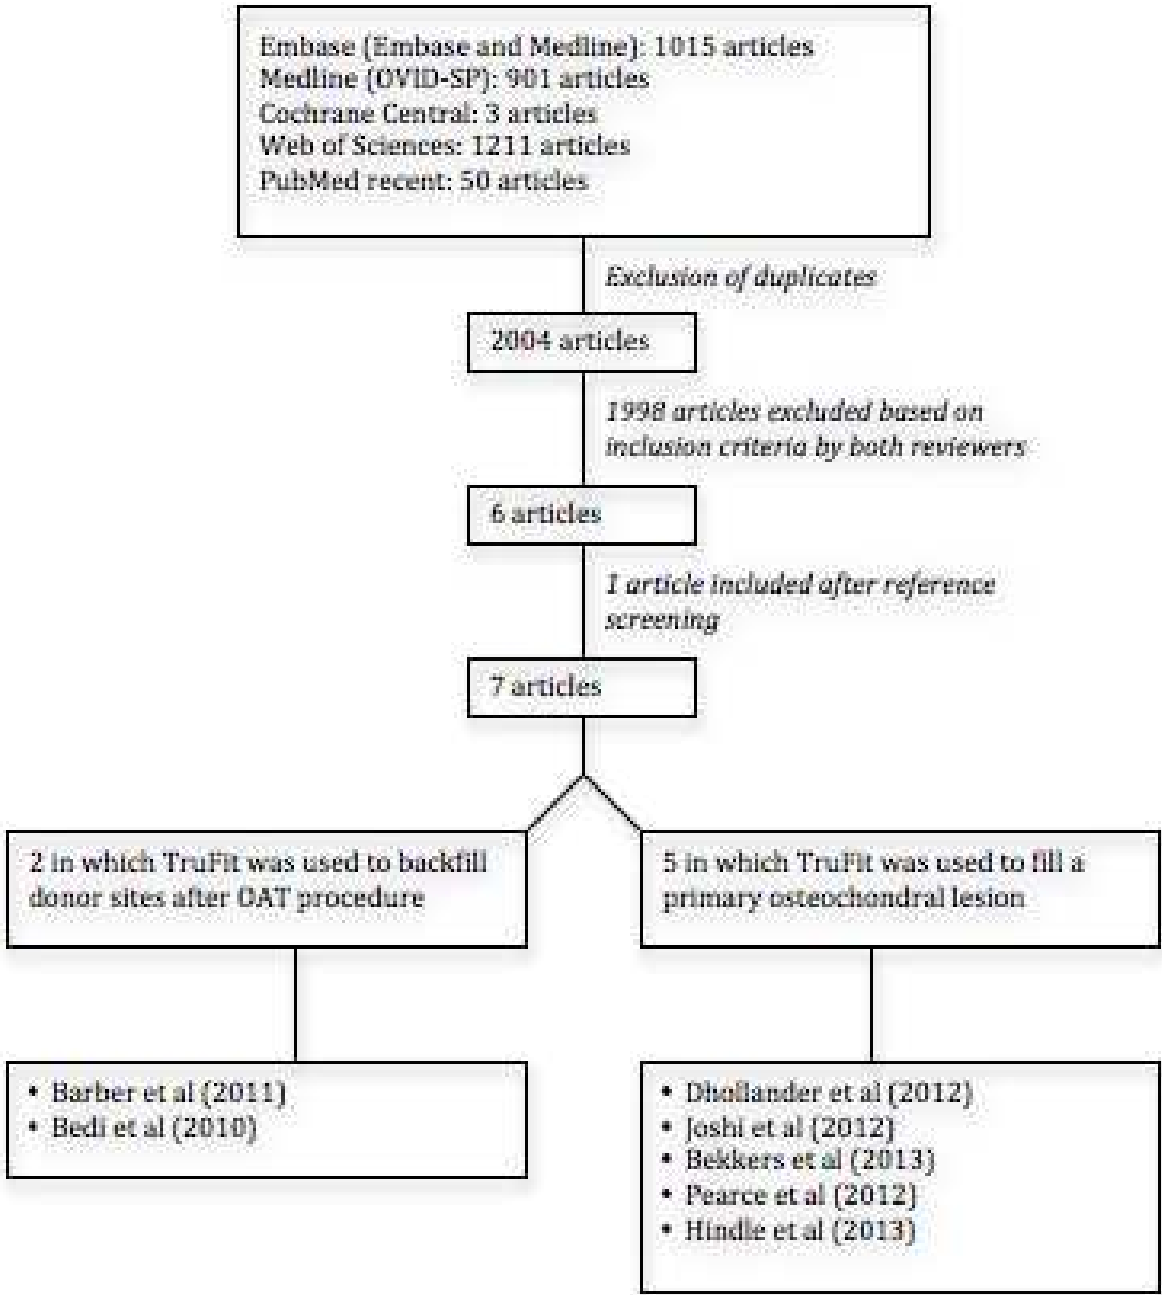 Embase (Embase and Medline): 1015 articles
Medline (OVID-SP): 901 articles
Cochrane Central: 3 articles
Web of Sciences: 1211 articles
PubMed recent: 50 articles
Exclusion of duplicates
2004 articles
1998 articles excluded based on
inclusion criteria by both reviewers
6 articles
1 article included after reference
screening
7 articles
2 in which TruFit was used to backfill
donor sites after OAT procedure
5 in which TruFit was used to fill a
primary osteochondral lesion
• Barber et al (2011)
• Bedi et al (2010)
• Dhollander et al (2012)
• Joshi et al (2012)
• Bekkers et al (2013)
• Pearce et al (2012)
• Hindle et al (2013)